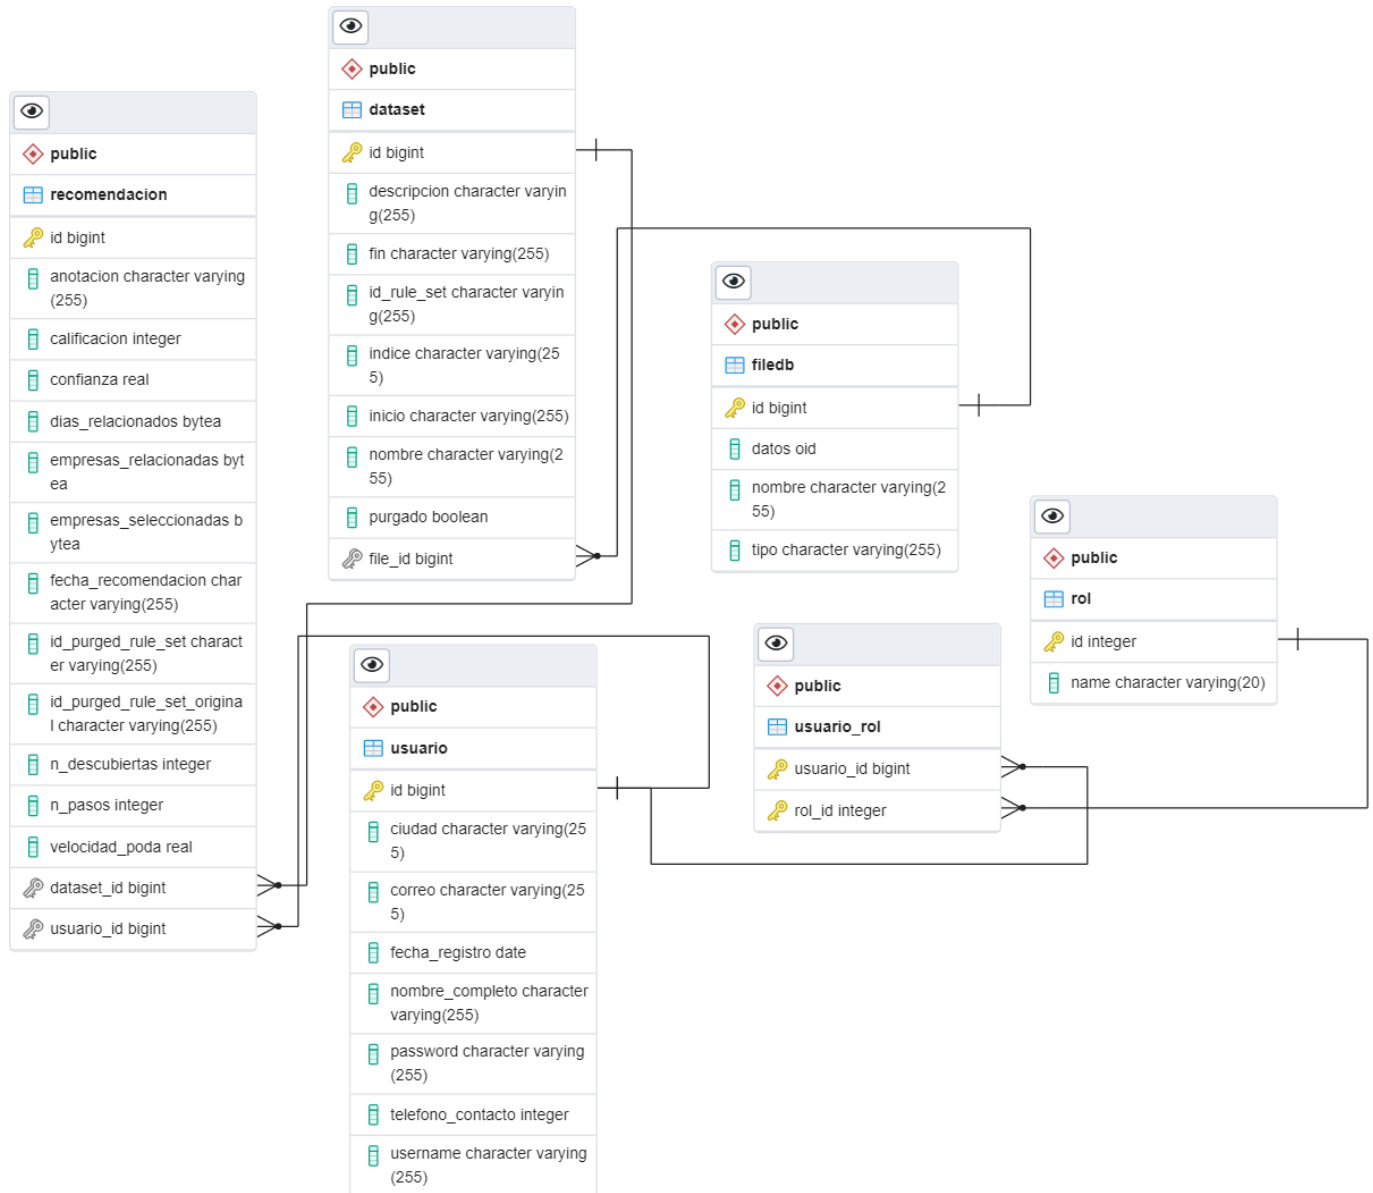 public
dataset
id bigint
descripcion character varyin
g(255)
fin character varying(255)
id_rule_set character varyin
g(255)
indice character varying(25
5)
inicio character varying(255)
nombre character varying(2
55)
purgado boolean
file_id bigint
public
recomendacion
id bigint
anotacion character varying
(255)
calificacion integer
confianza real
dias_relacionados bytea
empresas_relacionadas byt
ea
empresas_seleccionadas b
ytea
fecha_recomendacion char
acter varying(255)
id_purged_rule_set charact
er varying(255)
id_purged_rule_set_origina
l character varying(255)
n_descubiertas integer
n_pasos integer
velocidad_poda real
dataset_id bigint
usuario_id bigint
public
filedb
id bigint
datos oid
nombre character varying(2
55)
tipo character varying(255)
public
rol
id integer
name character varying(20)
public
usuario_rol
usuario_id bigint
rol_id integer
public
usuario
id bigint
ciudad character varying(25
5)
correo character varying(25
5)
fecha_registro date
nombre_completo character
varying(255)
password character varying
(255)
telefono_contacto integer
username character varying
(255)